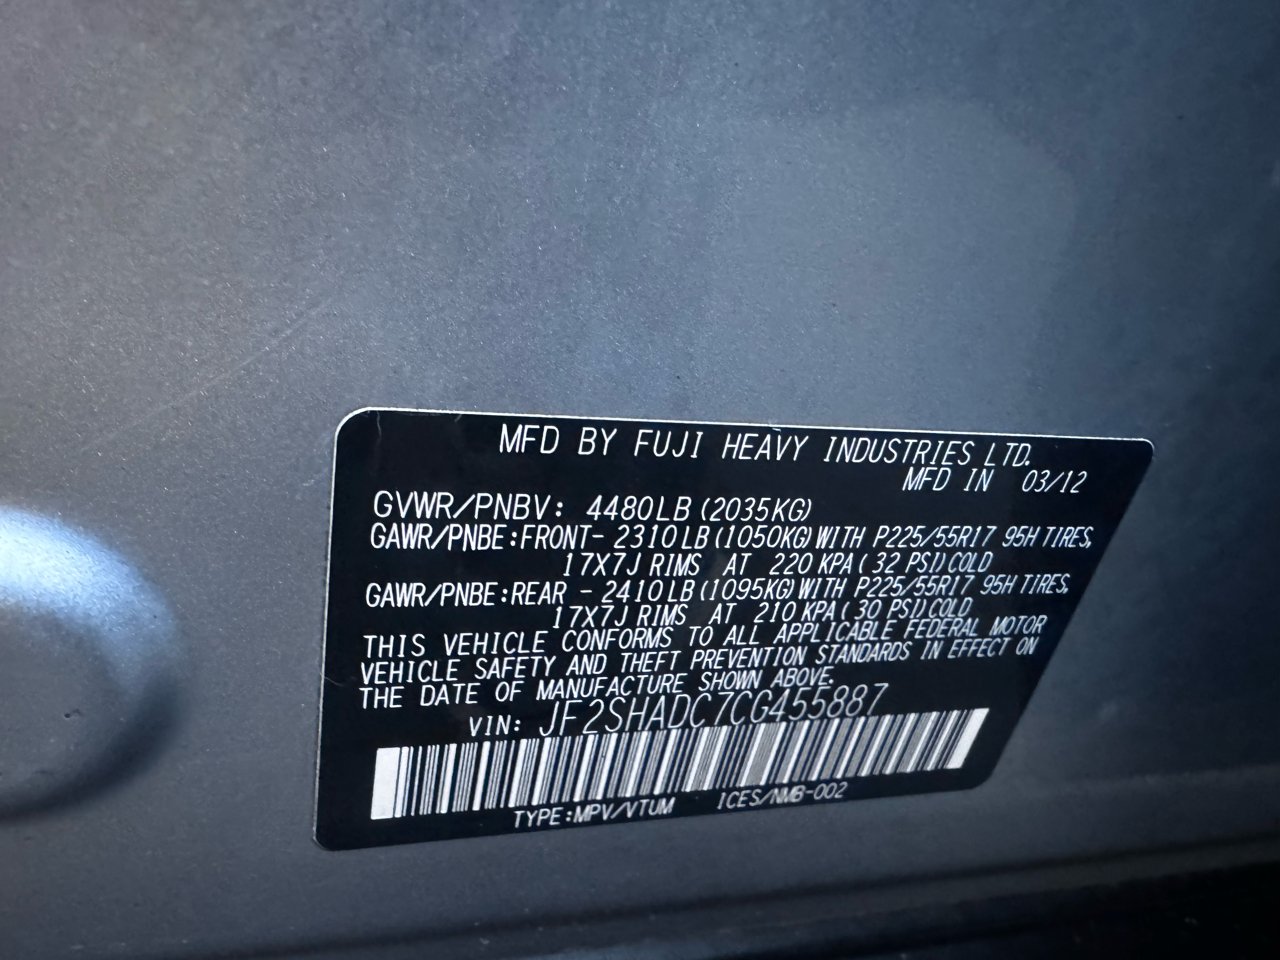 MFD BY FUJI HEAVY INDUSTRIES LTD.
MFD IN 03/12
GVWR/PNBV: 4480LB (2035KG)
GAWR/PNBE:FRONT- 2310LB (1050KG) WITH P225/55R17 95H TIRES,
17X7J RIMS AT 220 KPA (32 PSI) COLD
GAWR/PNBE:REAR - 2410LB (1095KG) WITH P225/55R17 95H TIRES,
17X7J RIMS AT 210 KPA (30 PSI) COLD
THIS VEHICLE CONFORMS TO ALL APPLICABLE FEDERAL MOTOR
VEHICLE SAFETY AND THEFT PREVENTION STANDARDS IN EFFECT ON
THE DATE OF MANUFACTURE SHOWN ABOVE.
VIN: JF2SHADC7CG455887
TYPE:MPV/VTUM ICES/NMB-002